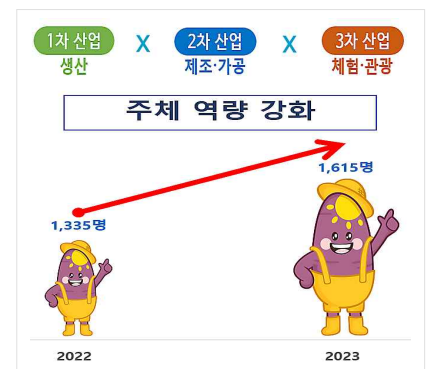 1차 산업 X 2차 산업 X 3차 산업
생산 제조·가공 체험·관광
주체 역량 강화
1,615명
1,335명
2022 2023